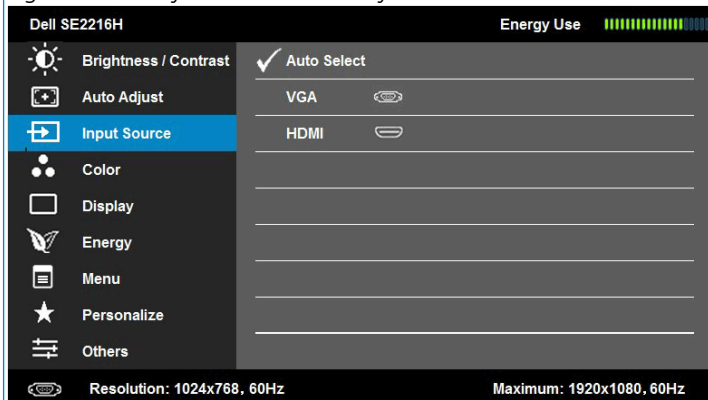 Dell SE2216H Energy Use
Brightness / Contrast Auto Select
Auto Adjust VGA
Input Source HDMI
Color
Display
Energy
Menu
Personalize
Others
Resolution: 1024x768, 60Hz Maximum: 1920x1080, 60Hz